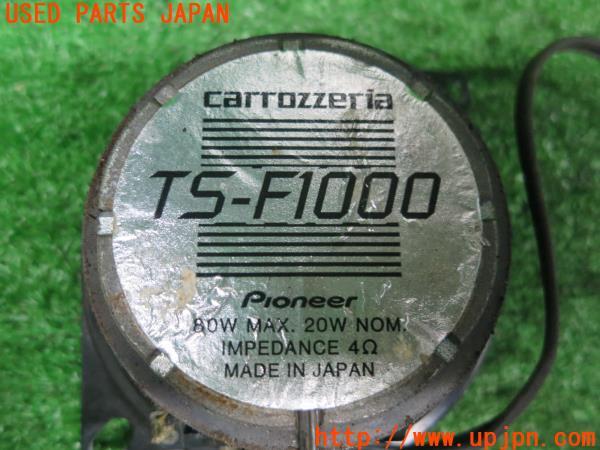 USED PARTS JAPAN
carrozzeria
TS-F1000
Pioneer
80W MAX. 20W NOM.
IMPEDANCE 4Ω
MADE IN JAPAN
http://www.upjpn.com